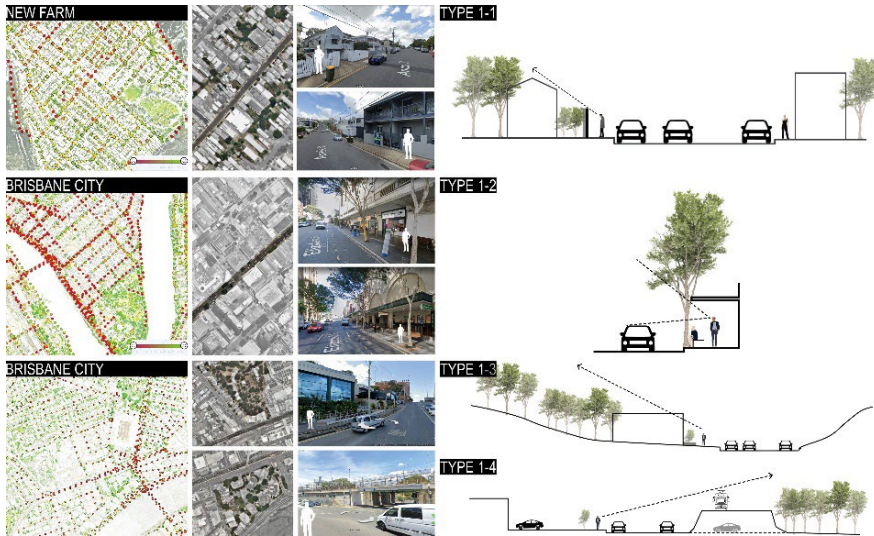 NEW FARM
TYPE 1-1
BRISBANE CITY
TYPE 1-2
BRISBANE CITY
TYPE 1-3
TYPE 1-4